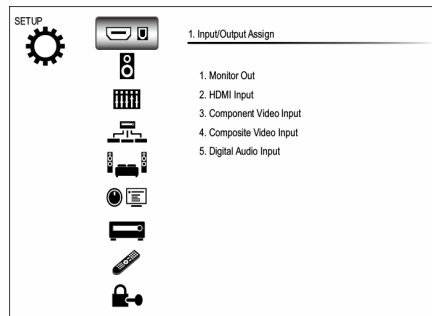 SETUP
1. Input/Output Assign
1. Monitor Out
2. HDMI Input
3. Component Video Input
4. Composite Video Input
5. Digital Audio Input